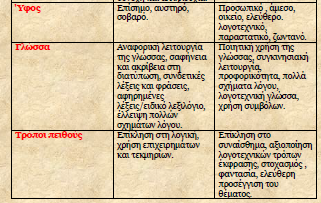 Ύφος
Επίσημο, αυστηρό,
σοβαρό.
Προσωπικό , άμεσο,
οικείο, ελεύθερο.
λογοτεχνικό,
παραστατικό, ζωντανό.
Γλώσσα
Αναφορική λειτουργία
της γλώσσας, σαφήνεια
και ακρίβεια στη
διατύπωση, συνδετικές
λέξεις και φράσεις,
αφηρημένες
λέξεις/ειδικό λεξιλόγιο,
έλλειψη πολλών
σχημάτων λόγου.
Ποιητική χρήση της
γλώσσας, συγκινησιακή
λειτουργία,
προφορικότητα, πολλά
σχήματα λόγου,
λογοτεχνική γλώσσα,
χρήση συμβόλων.
Τρόποι πειθούς
Επίκληση στη λογική,
χρήση επιχειρημάτων
και τεκμηρίων.
Επίκληση στο
συναίσθημα, αξιοποίηση
λογοτεχνικών τρόπων
έκφρασης, στοχασμός ,
φαντασία, ελεύθερη
προσέγγιση του
θέματος.